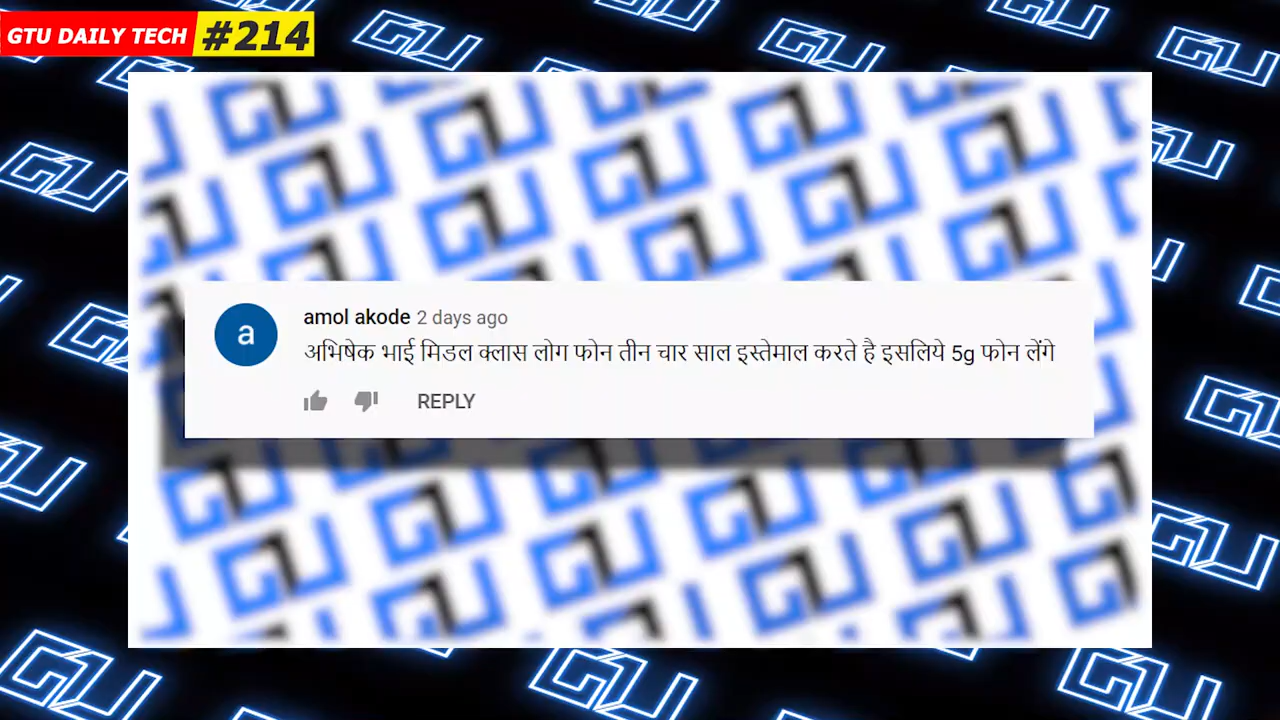 GTU DAILY TECH #214
amol akode 2 days ago
अभिषेक भाई मिडल क्लास लोग फोन तीन चार साल इस्तेमाल करते है इसलिये 5g फोन लेंगे
REPLY